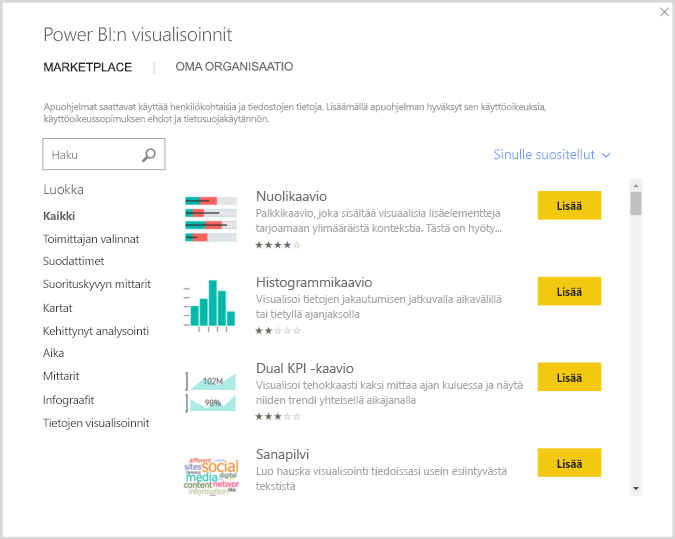 Power BI:n visualisoinnit
MARKETPLACE | OMA ORGANISAATIO
Apuohjelmat saattavat käyttää henkilökohtaisia ja tiedostojen tietoja. Lisäämällä apuohjelman hyväksyt sen käyttöoikeuksia,
käyttöoikeussopimuksen ehdot ja tietosuojakäytännön.
Haku
Sinulle suositellut
Luokka
Kaikki
Toimittajan valinnat
Suodattimet
Suorituskyvyn mittarit
Kartat
Kehittynyt analysointi
Aika
Mittarit
Infograafit
Tietojen visualisoinnit
Nuolikaavio
Palkkikaavio, joka sisältää visuaalisia lisäelementtejä
tarjoamaan ylimääräistä kontekstia. Tästä on hyöty...
Lisää
Histogrammikaavio
Visualisoi tietojen jakautumisen jatkuvalla aikavälillä
tai tietyllä ajanjaksolla
Lisää
102M
98%
Dual KPI -kaavio
Visualisoi tehokkaasti kaksi mittaa ajan kuluessa ja näytä
niiden trendi yhteisellä aikajanalla
Lisää
different
sites social
media digital
content networ
information
Sanapilvi
Luo hauska visualisointi tiedoissasi usein esiintyvästä
tekstistä
Lisää